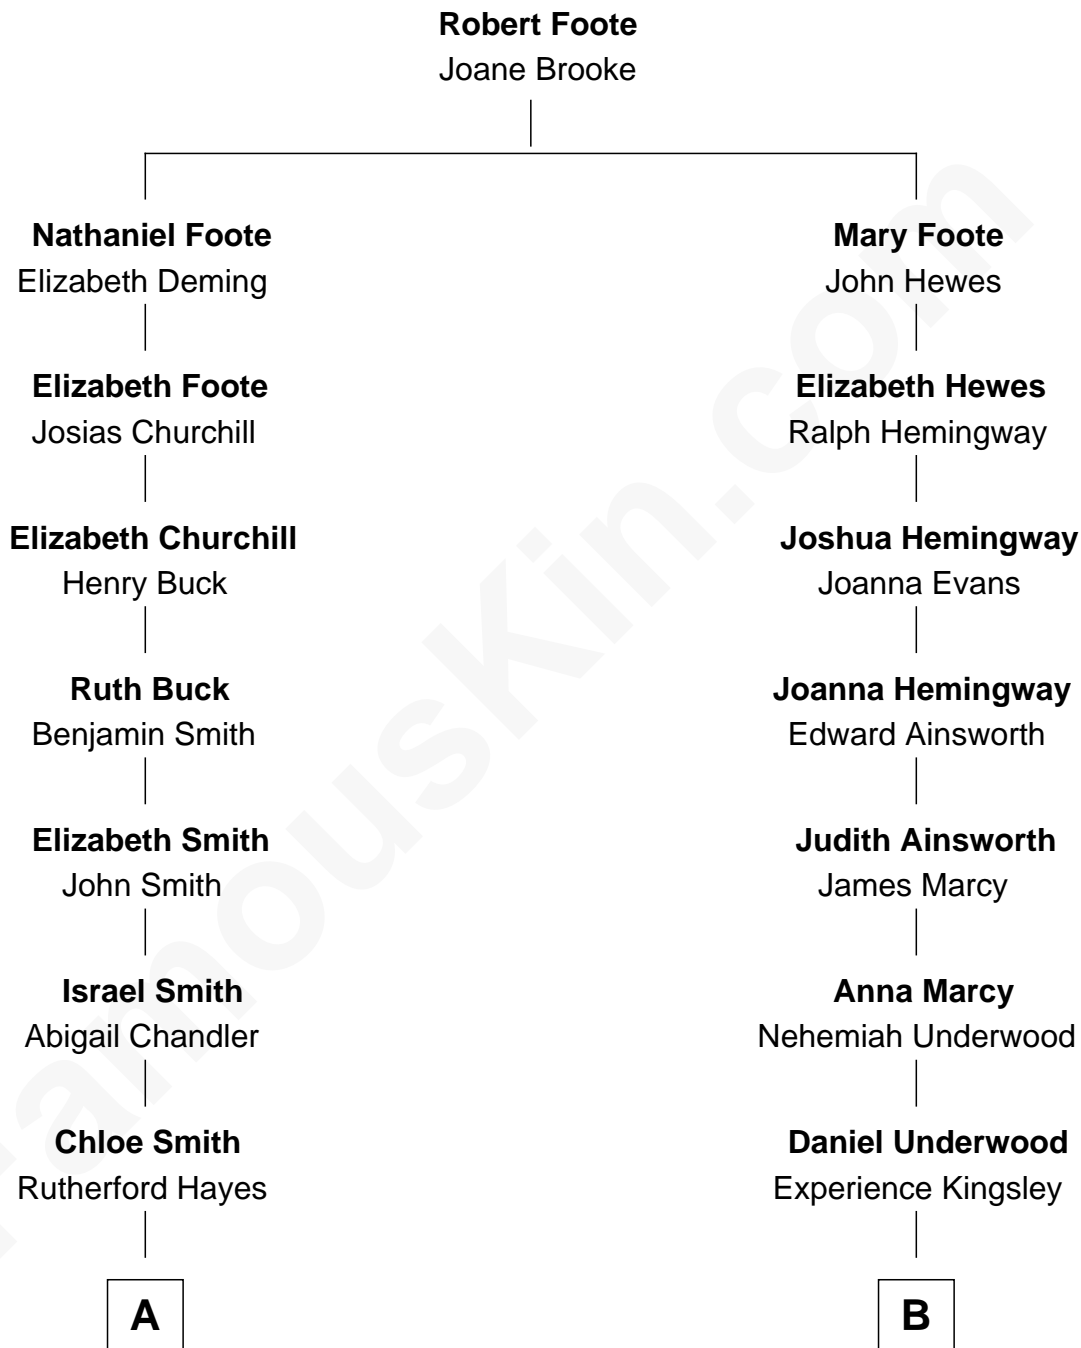 Robert Foote
Joane Brooke
Nathaniel Foote
Elizabeth Deming
Mary Foote
John Hewes
Elizabeth Foote
Josias Churchill
Elizabeth Hewes
Ralph Hemingway
Elizabeth Churchill
Henry Buck
Joshua Hemingway
Joanna Evans
Ruth Buck
Benjamin Smith
Joanna Hemingway
Edward Ainsworth
Elizabeth Smith
John Smith
Judith Ainsworth
James Marcy
Israel Smith
Abigail Chandler
Anna Marcy
Nehemiah Underwood
Chloe Smith
Rutherford Hayes
Daniel Underwood
Experience Kingsley
A
B
FamousKin.com